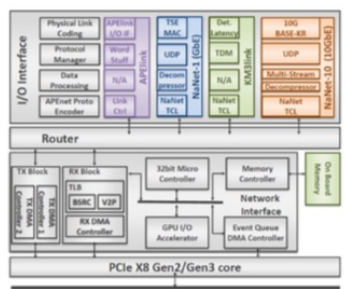 I/O Interface
Physical Link Coding
Protocol Manager
Data Processing
APEnet Proto Encoder
APElink I/O IF
Word Stuff
N/A
Link Ctrl
APElink
TSE MAC
UDP
Decompressor
NaNet TCL
NaNet-1 (GbE)
Det. Latency
TDM
N/A
NaNet TCL
KM3link
10G BASE-KR
UDP
Multi-Stream
Decompressor
NaNet TCL
NaNet-10 (10GbE)
Router
TX Block
TX DMA Controller 2
TX DMA Controller 1
RX Block
TLB
BSRC
V2P
RX DMA Controller
32bit Micro Controller
Memory Controller
On Board Memory
Network Interface
GPU I/O Accelerator
Event Queue DMA Controller
PCIe X8 Gen2/Gen3 core